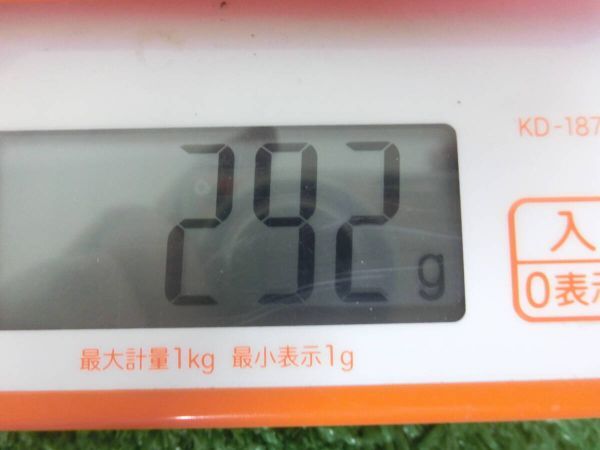 KD-187
292 g
入
0表示
最大計量1kg 最小表示1g